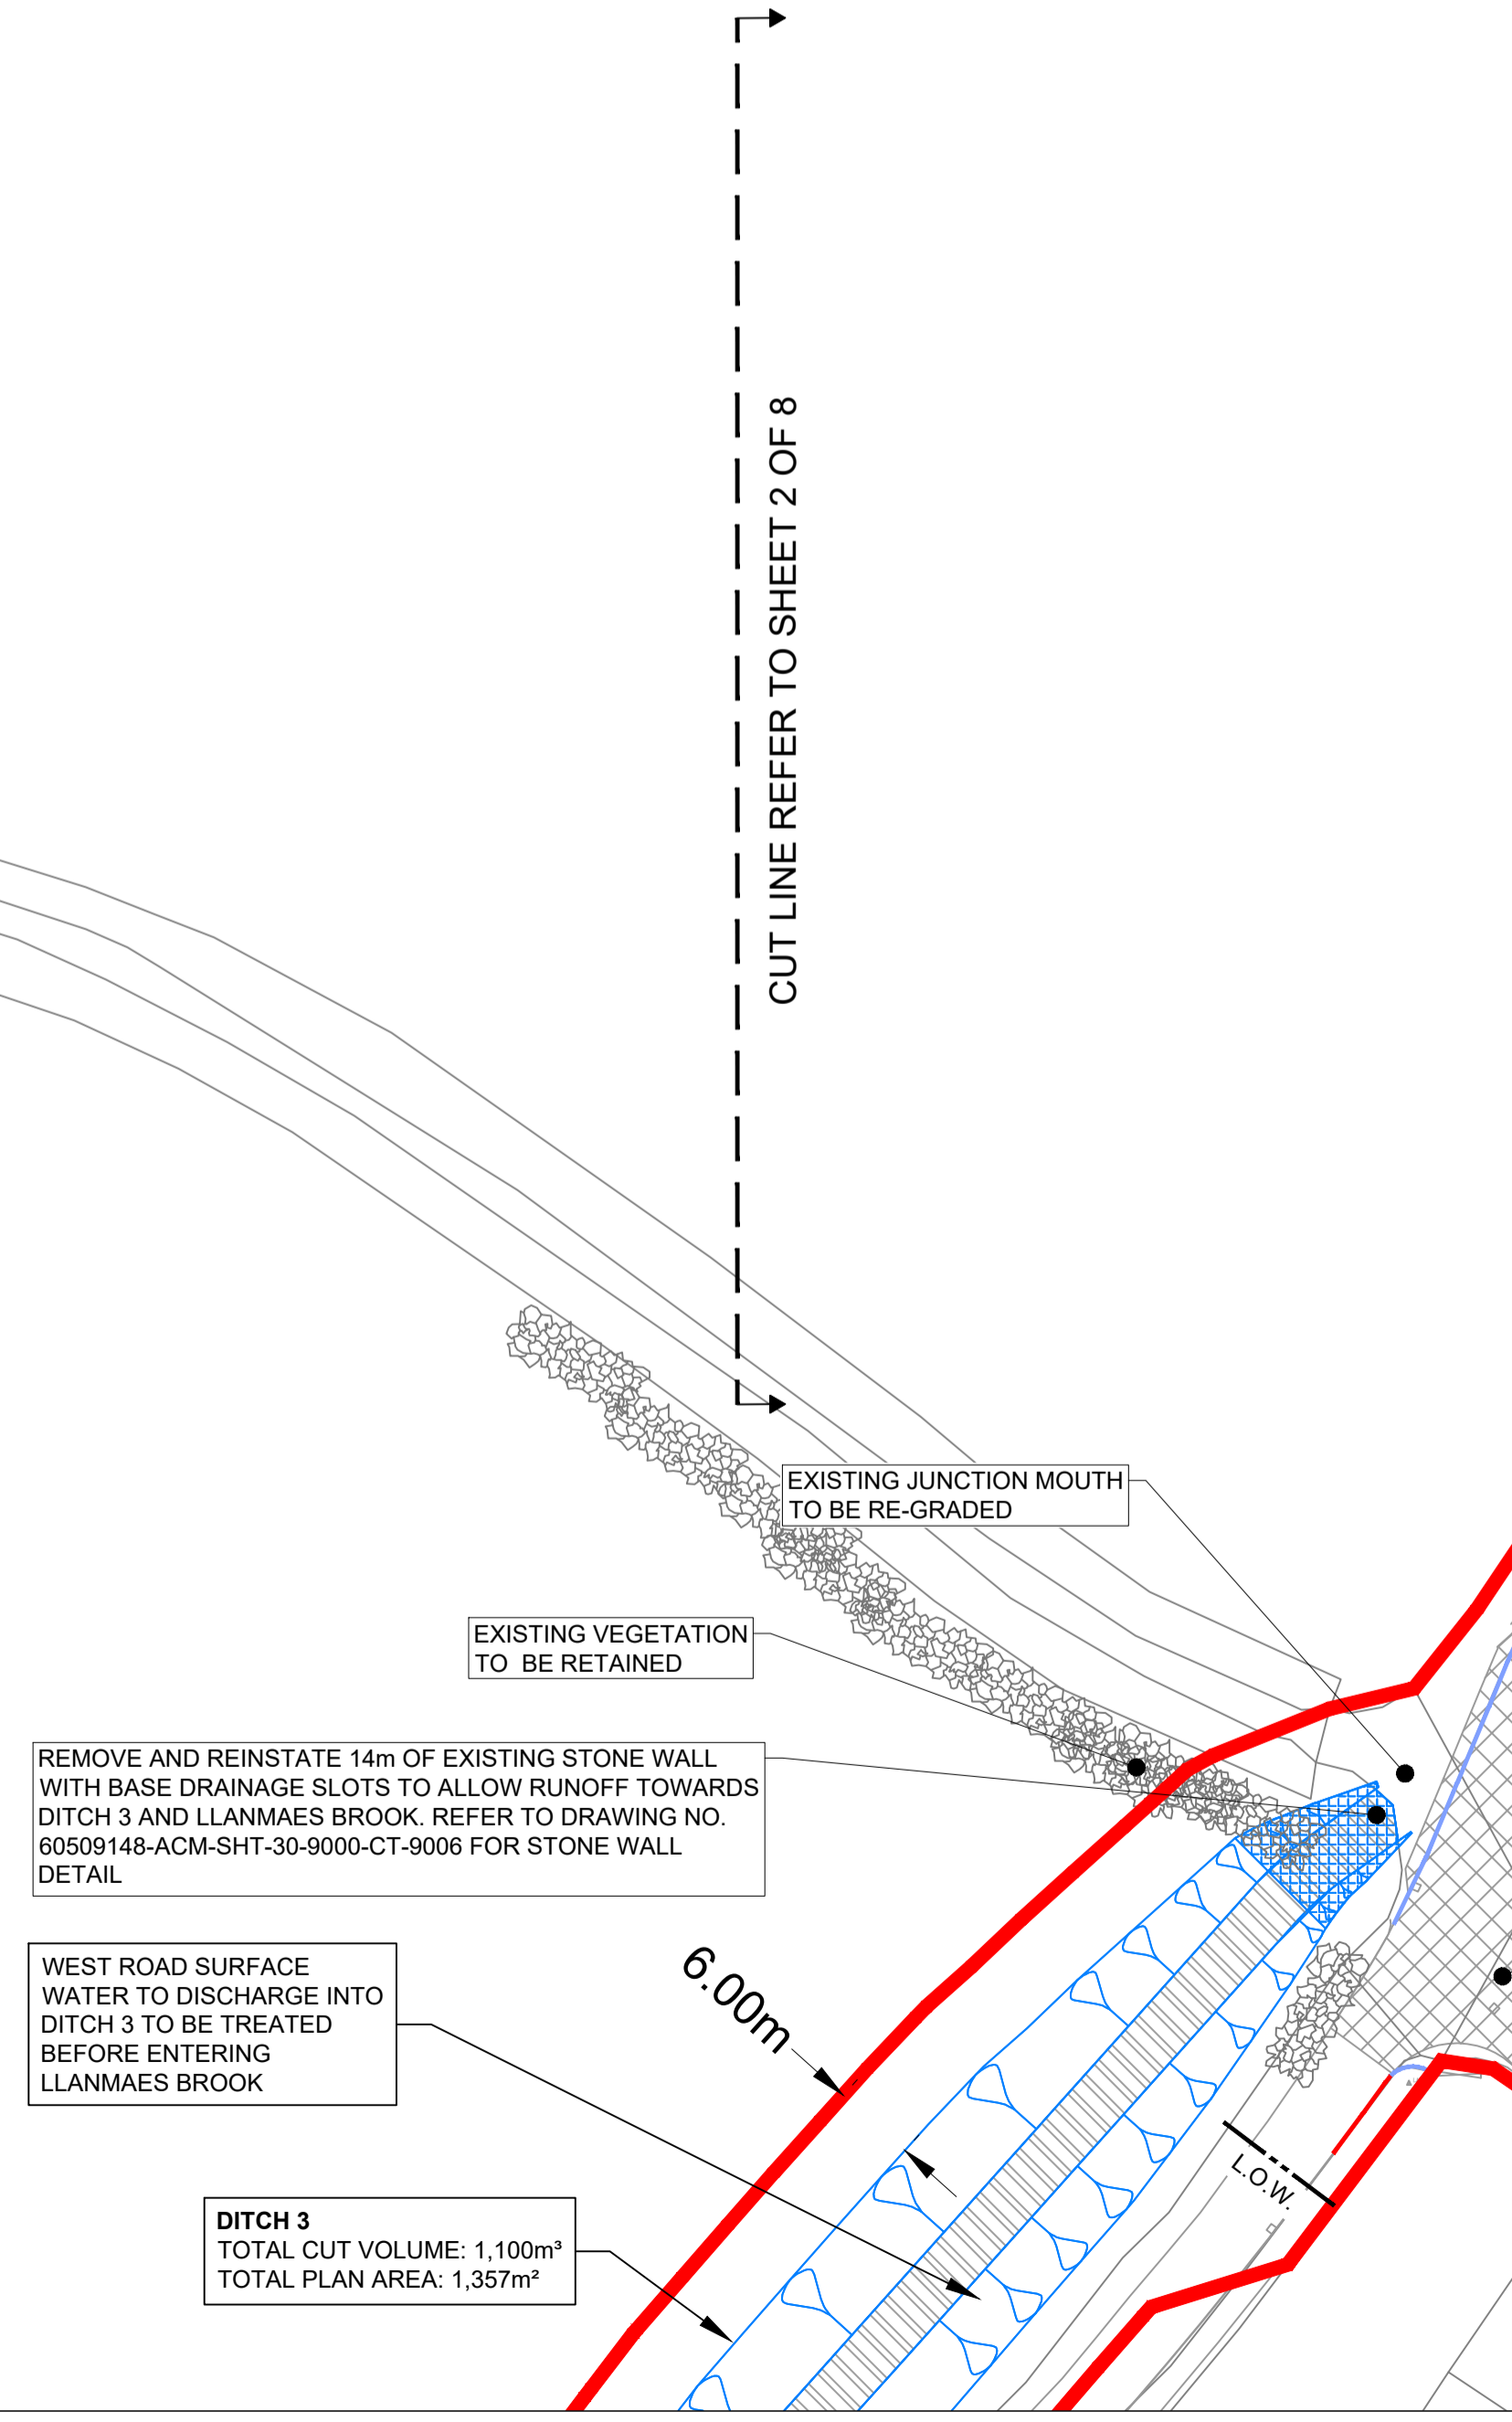 CUT LINE REFER TO SHEET 2 OF 8
EXISTING JUNCTION MOUTH
TO BE RE-GRADED
EXISTING VEGETATION
TO BE RETAINED
REMOVE AND REINSTATE 14m OF EXISTING STONE WALL
WITH BASE DRAINAGE SLOTS TO ALLOW RUNOFF TOWARDS
DITCH 3 AND LLANMAES BROOK. REFER TO DRAWING NO.
60509148-ACM-SHT-30-9000-CT-9006 FOR STONE WALL
DETAIL
WEST ROAD SURFACE
WATER TO DISCHARGE INTO
DITCH 3 TO BE TREATED
BEFORE ENTERING
LLANMAES BROOK
6.00m
L.O.W.
DITCH 3
TOTAL CUT VOLUME: 1,100m³
TOTAL PLAN AREA: 1,357m²